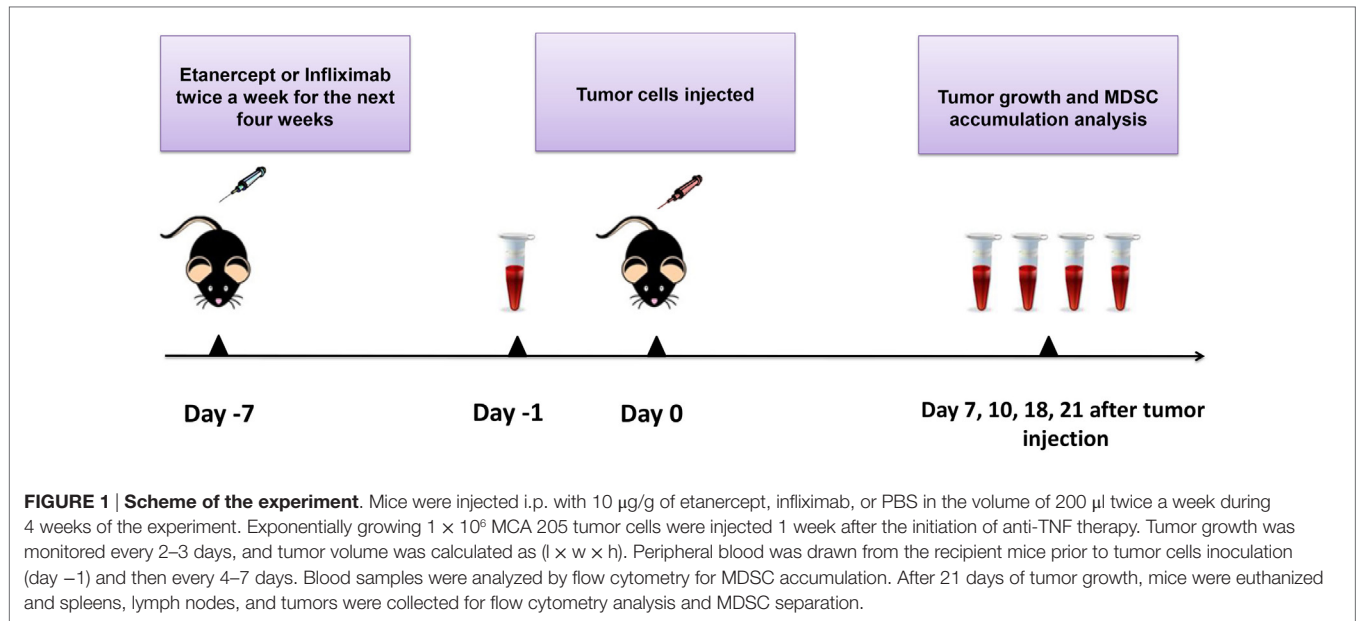 Etanercept or Infliximab
twice a week for the next
four weeks
Tumor cells injected
Tumor growth and MDSC
accumulation analysis
Day -7
Day -1
Day 0
Day 7, 10, 18, 21 after tumor
injection
FIGURE 1 | Scheme of the experiment. Mice were injected i.p. with 10 μg/g of etanercept, infliximab, or PBS in the volume of 200 μl twice a week during
4 weeks of the experiment. Exponentially growing 1 × 10⁶ MCA 205 tumor cells were injected 1 week after the initiation of anti-TNF therapy. Tumor growth was
monitored every 2–3 days, and tumor volume was calculated as (l × w × h). Peripheral blood was drawn from the recipient mice prior to tumor cells inoculation
(day −1) and then every 4–7 days. Blood samples were analyzed by flow cytometry for MDSC accumulation. After 21 days of tumor growth, mice were euthanized
and spleens, lymph nodes, and tumors were collected for flow cytometry analysis and MDSC separation.